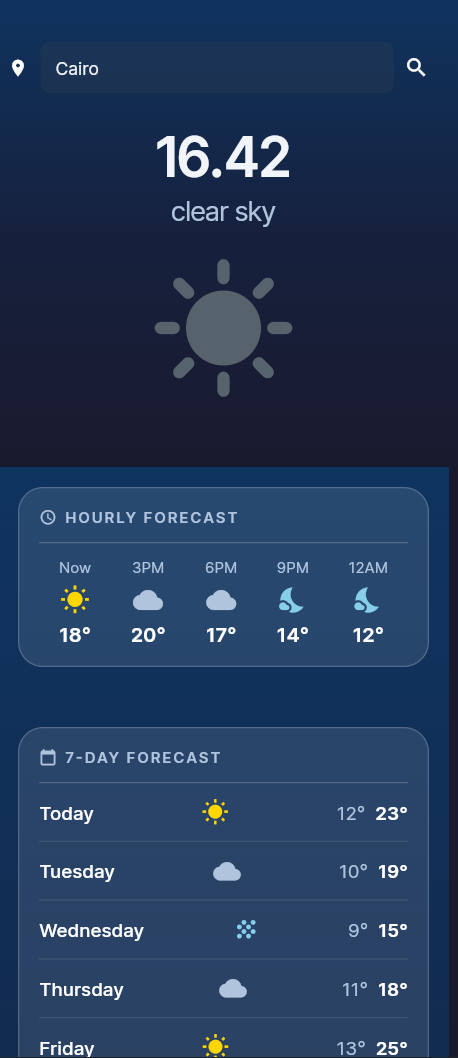 Cairo
16.42
clear sky
HOURLY FORECAST
Now 3PM 6PM 9PM 12AM
18° 20° 17° 14° 12°
7-DAY FORECAST
Today 12° 23°
Tuesday 10° 19°
Wednesday 9° 15°
Thursday 11° 18°
Friday 13° 25°